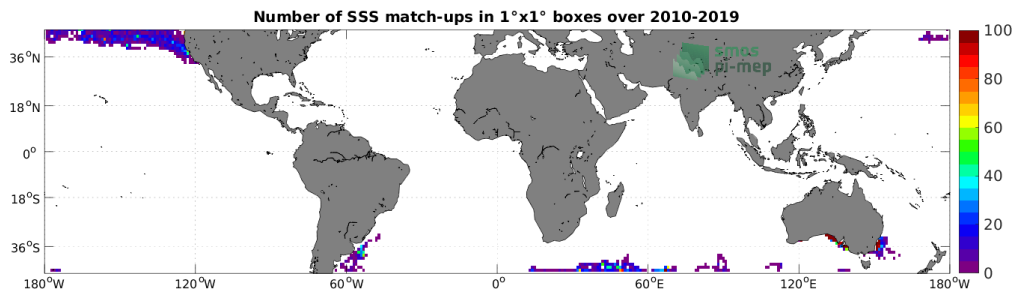 Number of SSS match-ups in 1°x1° boxes over 2010-2019
36°N
18°N
0°
18°S
36°S
180°W
120°W
60°W
0°
60°E
120°E
180°W
100
80
60
40
20
0
smos
pi-mep